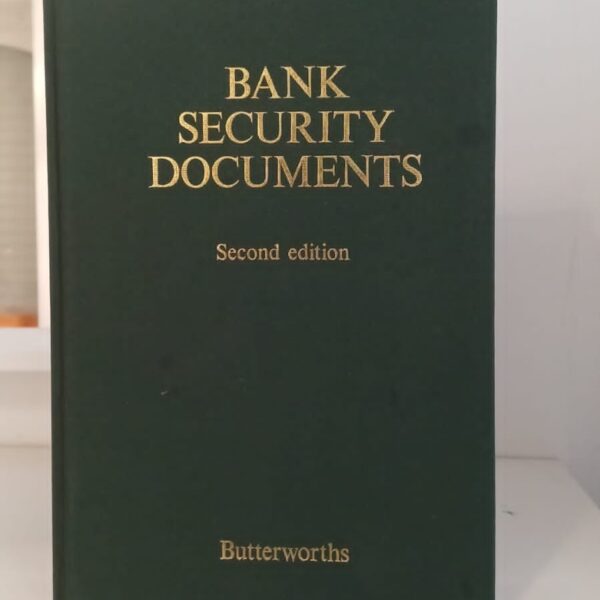 BANK
SECURITY
DOCUMENTS
Second edition
Butterworths